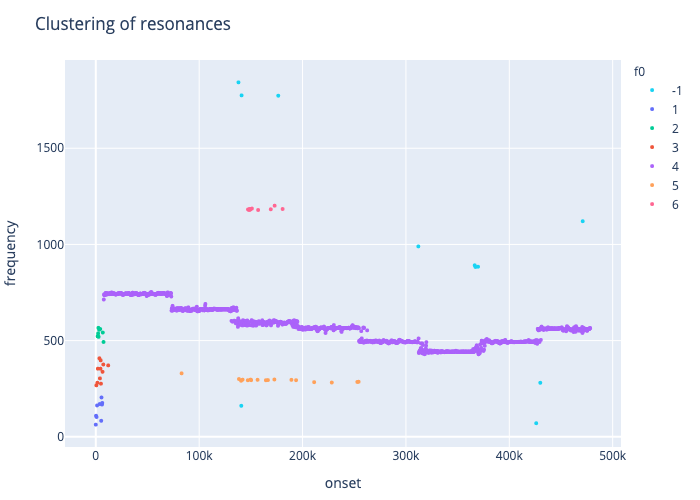 Clustering of resonances
f0
-1
1
2
3
4
5
6
1500
1000
500
0
frequency
0
100k
200k
300k
400k
500k
onset